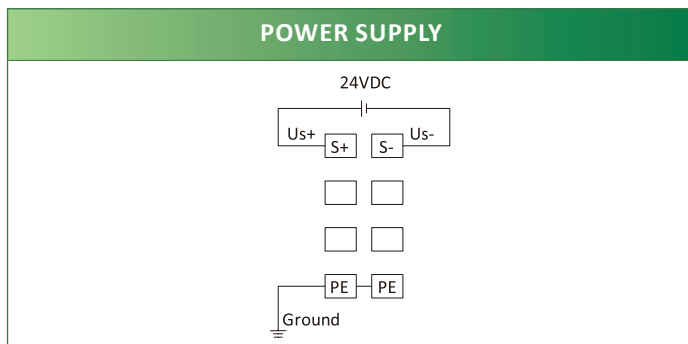 POWER SUPPLY
24VDC
Us+ S+ S- Us-
PE PE
Ground